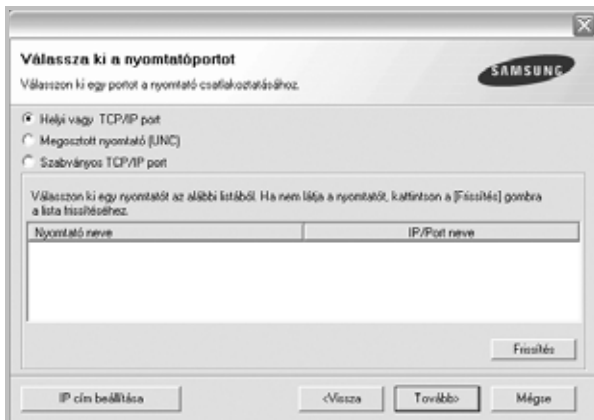 Válassza ki a nyomtatóportot
Válasszon ki egy portot a nyomtató csatlakoztatásához.
SAMSUNG
Helyi vagy TCP/IP port
Megosztott nyomtató (UNC)
Szabványos TCP/IP port
Válasszon ki egy nyomtatót az alábbi listából. Ha nem látja a nyomtatót, kattintson a [Frissítés] gombra
a lista frissítéséhez.
Nyomtató neve IP/Port neve
Frissítés
IP cím beállítása <Vissza Tovább> Mégse